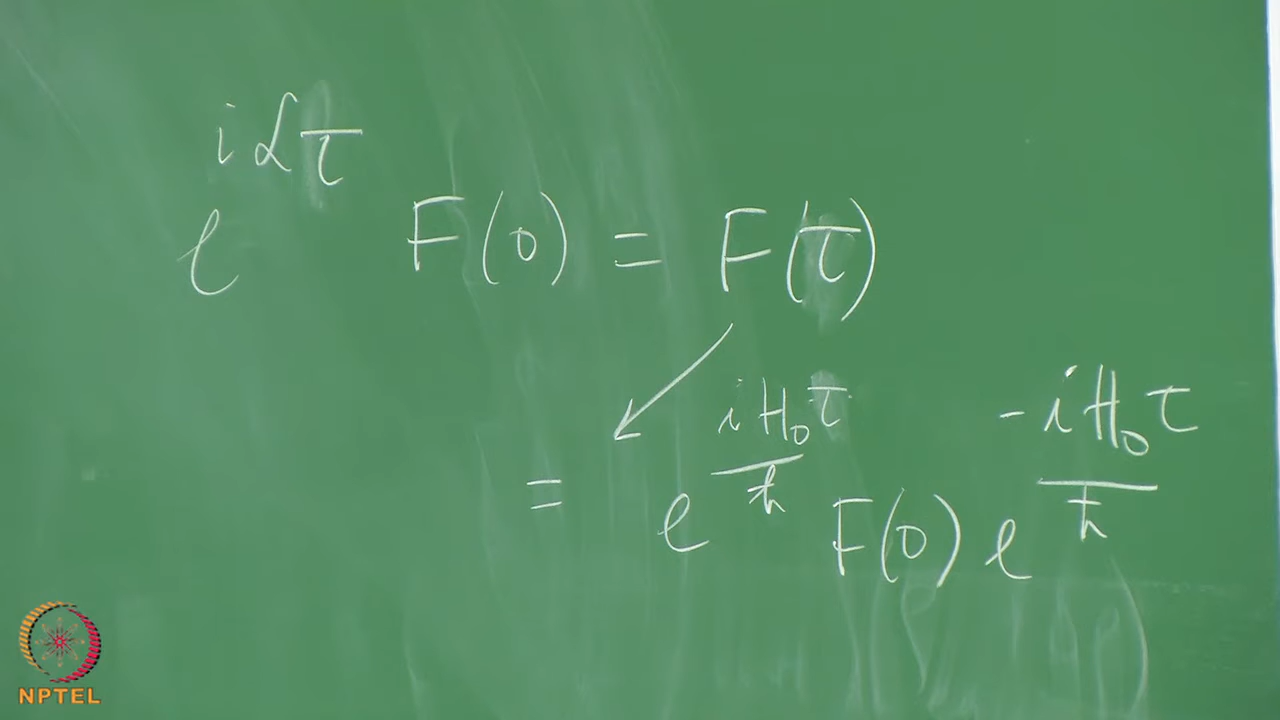 e^{iℒτ} F(0) = F(τ)
= e^{iH₀τ/ħ} F(0) e^{-iH₀τ/ħ}
NPTEL